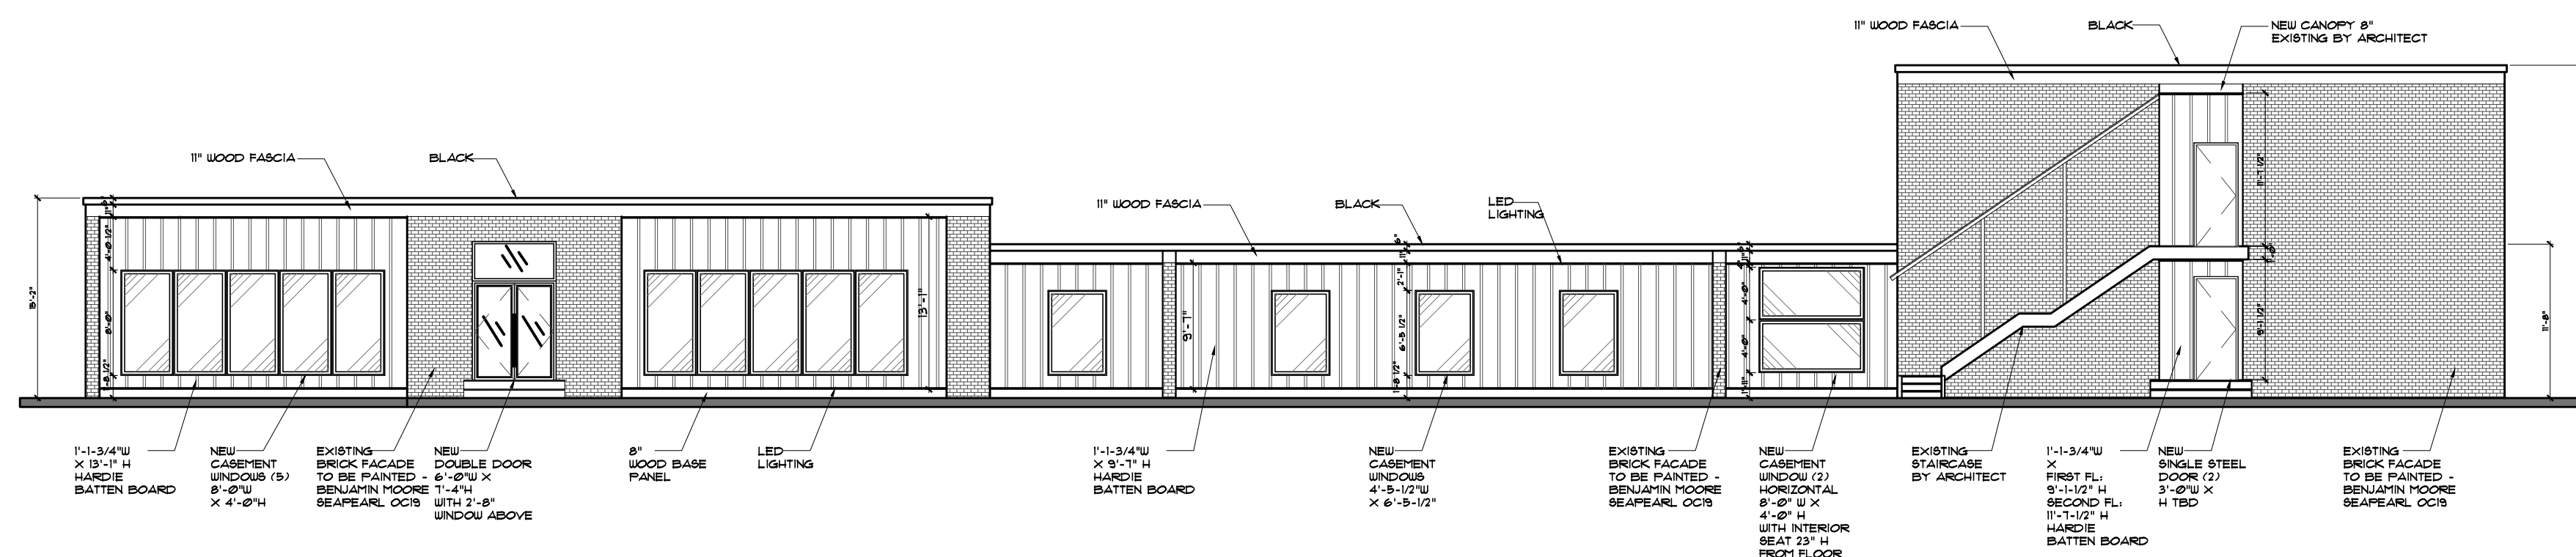 11" WOOD FASCIA
BLACK
NEW CANOPY 8"
EXISTING BY ARCHITECT
11" WOOD FASCIA
BLACK
11" WOOD FASCIA
BLACK
LED
LIGHTING
11"
4'-0 1/2"
8'-0"
1'-8 1/2"
13'-1"
9'-7"
6"
11"
2'-1"
6'-5 1/2"
1'-8 1/2"
11"
4'-0"
4'-0"
1'-11"
11'-7 1/2"
9'-1 1/2"
11'-8"
1'-1-3/4"W
X 13'-1" H
HARDIE
BATTEN BOARD
NEW
CASEMENT
WINDOWS (5)
8'-0"W
X 4'-0"H
EXISTING
BRICK FACADE
TO BE PAINTED -
BENJAMIN MOORE
SEAPEARL OC19
NEW
DOUBLE DOOR
6'-0"W X
7'-4"H
WITH 2'-8"
WINDOW ABOVE
8"
WOOD BASE
PANEL
LED
LIGHTING
1'-1-3/4"W
X 9'-7" H
HARDIE
BATTEN BOARD
NEW
CASEMENT
WINDOWS
4'-5-1/2"W
X 6'-5-1/2"
EXISTING
BRICK FACADE
TO BE PAINTED -
BENJAMIN MOORE
SEAPEARL OC19
NEW
CASEMENT
WINDOW (2)
HORIZONTAL
8'-0" W X
4'-0" H
WITH INTERIOR
SEAT 23" H
FROM FLOOR
EXISTING
STAIRCASE
BY ARCHITECT
1'-1-3/4"W
X
FIRST FL:
9'-1-1/2" H
SECOND FL:
11'-7-1/2" H
HARDIE
BATTEN BOARD
NEW
SINGLE STEEL
DOOR (2)
3'-0"W X
H TBD
EXISTING
BRICK FACADE
TO BE PAINTED -
BENJAMIN MOORE
SEAPEARL OC19